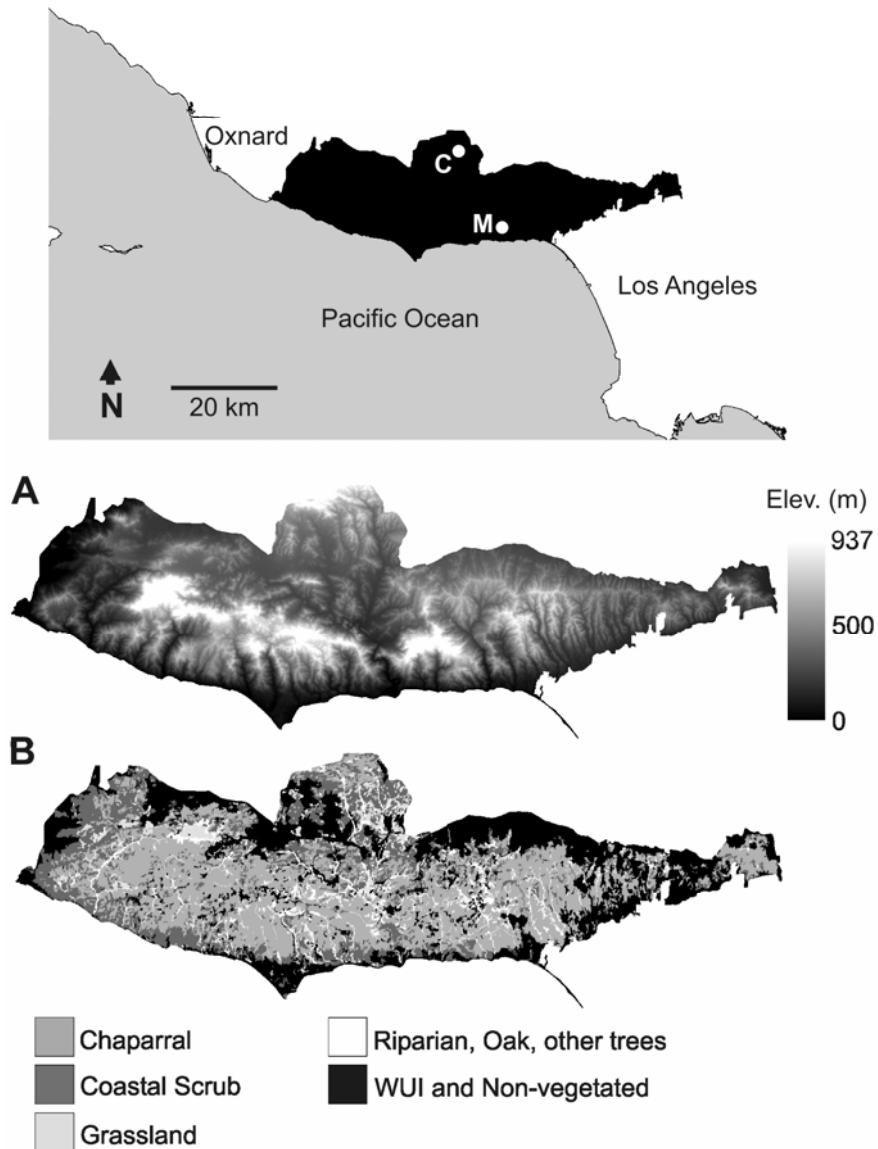 Oxnard
C
M
Los Angeles
Pacific Ocean
N
20 km
A
Elev. (m)
937
500
0
B
Chaparral
Riparian, Oak, other trees
Coastal Scrub
WUI and Non-vegetated
Grassland